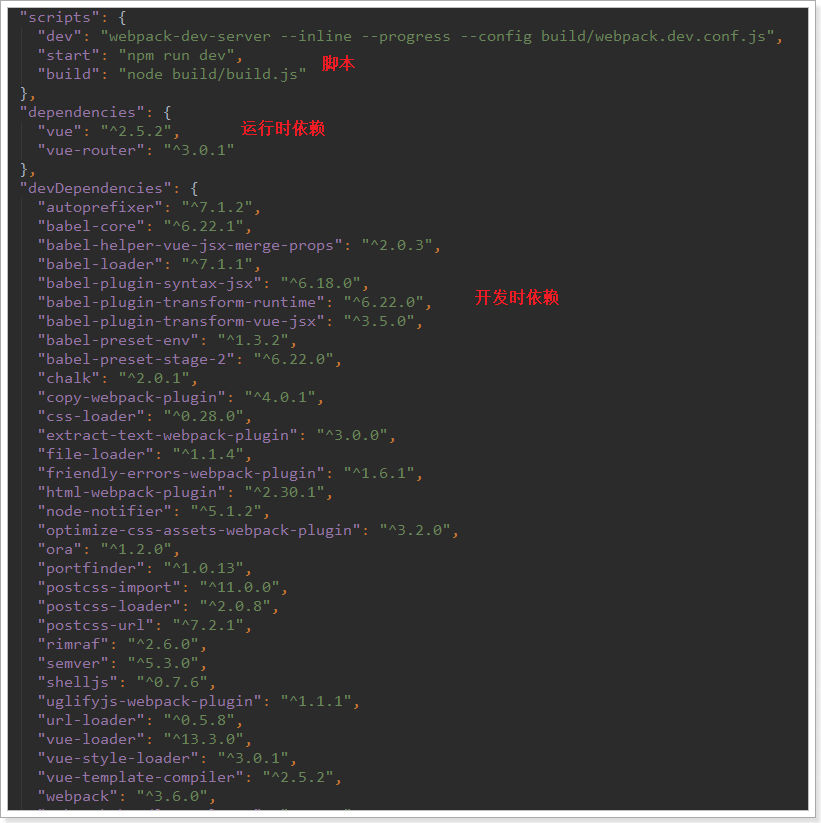 "scripts": {
"dev": "webpack-dev-server --inline --progress --config build/webpack.dev.conf.js",
"start": "npm run dev",
脚本
"build": "node build/build.js"
},
"dependencies": {
"vue": "^2.5.2",
运行时依赖
"vue-router": "^3.0.1"
},
"devDependencies": {
"autoprefixer": "^7.1.2",
"babel-core": "^6.22.1",
"babel-helper-vue-jsx-merge-props": "^2.0.3",
"babel-loader": "^7.1.1",
"babel-plugin-syntax-jsx": "^6.18.0",
"babel-plugin-transform-runtime": "^6.22.0",
开发时依赖
"babel-plugin-transform-vue-jsx": "^3.5.0",
"babel-preset-env": "^1.3.2",
"babel-preset-stage-2": "^6.22.0",
"chalk": "^2.0.1",
"copy-webpack-plugin": "^4.0.1",
"css-loader": "^0.28.0",
"extract-text-webpack-plugin": "^3.0.0",
"file-loader": "^1.1.4",
"friendly-errors-webpack-plugin": "^1.6.1",
"html-webpack-plugin": "^2.30.1",
"node-notifier": "^5.1.2",
"optimize-css-assets-webpack-plugin": "^3.2.0",
"ora": "^1.2.0",
"portfinder": "^1.0.13",
"postcss-import": "^11.0.0",
"postcss-loader": "^2.0.8",
"postcss-url": "^7.2.1",
"rimraf": "^2.6.0",
"semver": "^5.3.0",
"shelljs": "^0.7.6",
"uglifyjs-webpack-plugin": "^1.1.1",
"url-loader": "^0.5.8",
"vue-loader": "^13.3.0",
"vue-style-loader": "^3.0.1",
"vue-template-compiler": "^2.5.2",
"webpack": "^3.6.0",